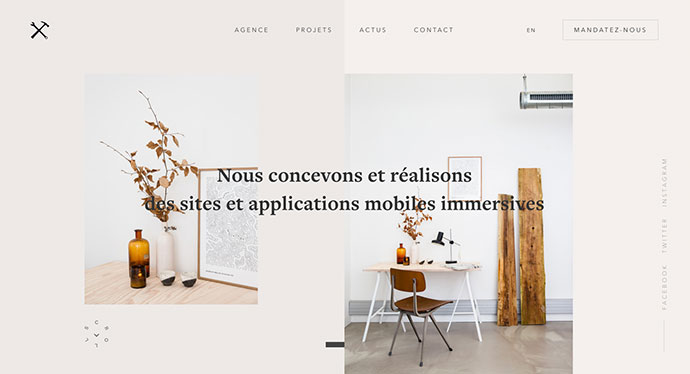 AGENCE PROJETS ACTUS CONTACT EN MANDATEZ-NOUS
Nous concevons et réalisons
des sites et applications mobiles immersives
FACEBOOK TWITTER INSTAGRAM
SCROLL